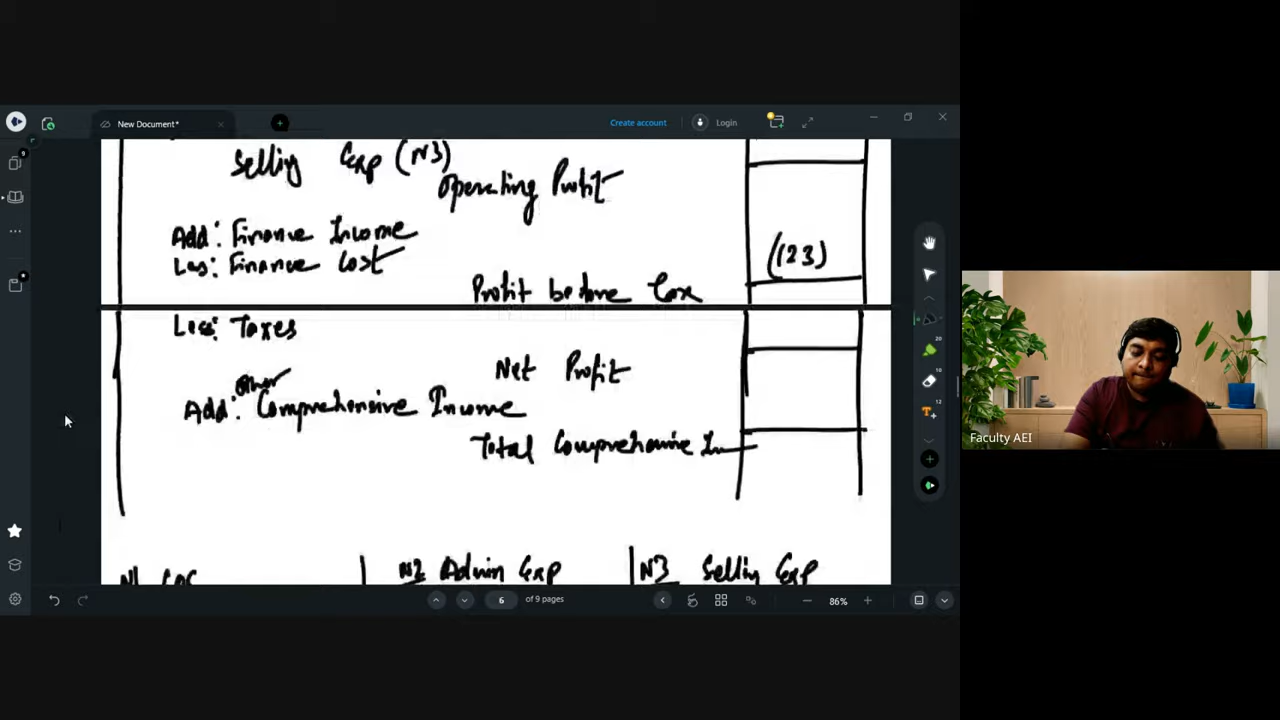 New Document*
Create account
Login
Selling Exp (N3)
Operating Profit
Add: Finance Income
Less: Finance Cost
(123)
Profit before Tax
Less: Taxes
Net Profit
Other
Add: Comprehensive Income
Total Comprehensive In
N1 COS
N2 Admin Exp
N3 Selling Exp
6 of 9 pages
86%
Faculty AEI